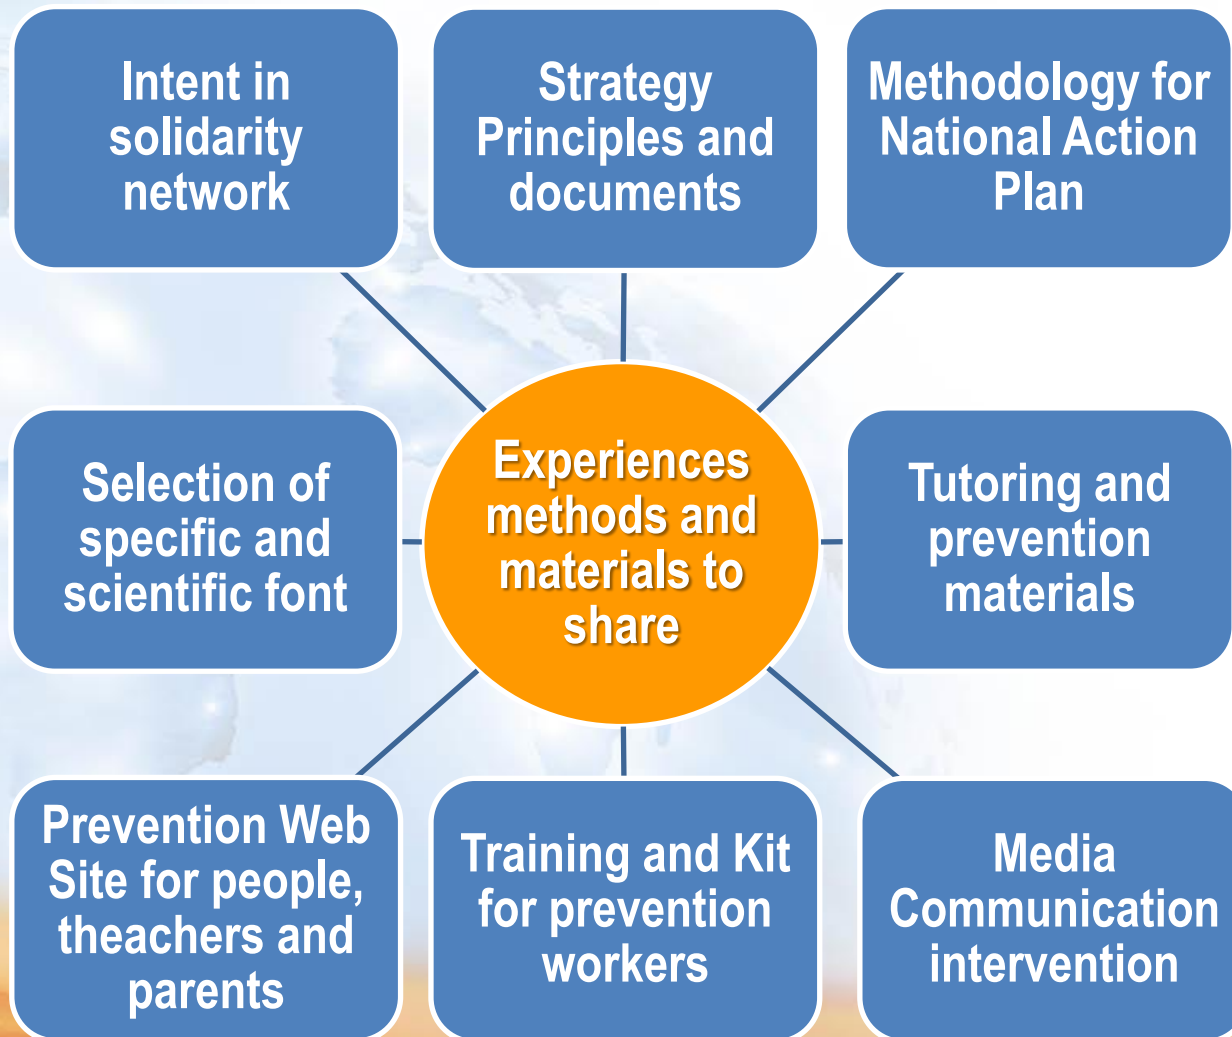 Intent in
solidarity
network
Strategy
Principles and
documents
Methodology for
National Action
Plan
Selection of
specific and
scientific font
Experiences
methods and
materials to
share
Tutoring and
prevention
materials
Prevention Web
Site for people,
theachers and
parents
Training and Kit
for prevention
workers
Media
Communication
intervention